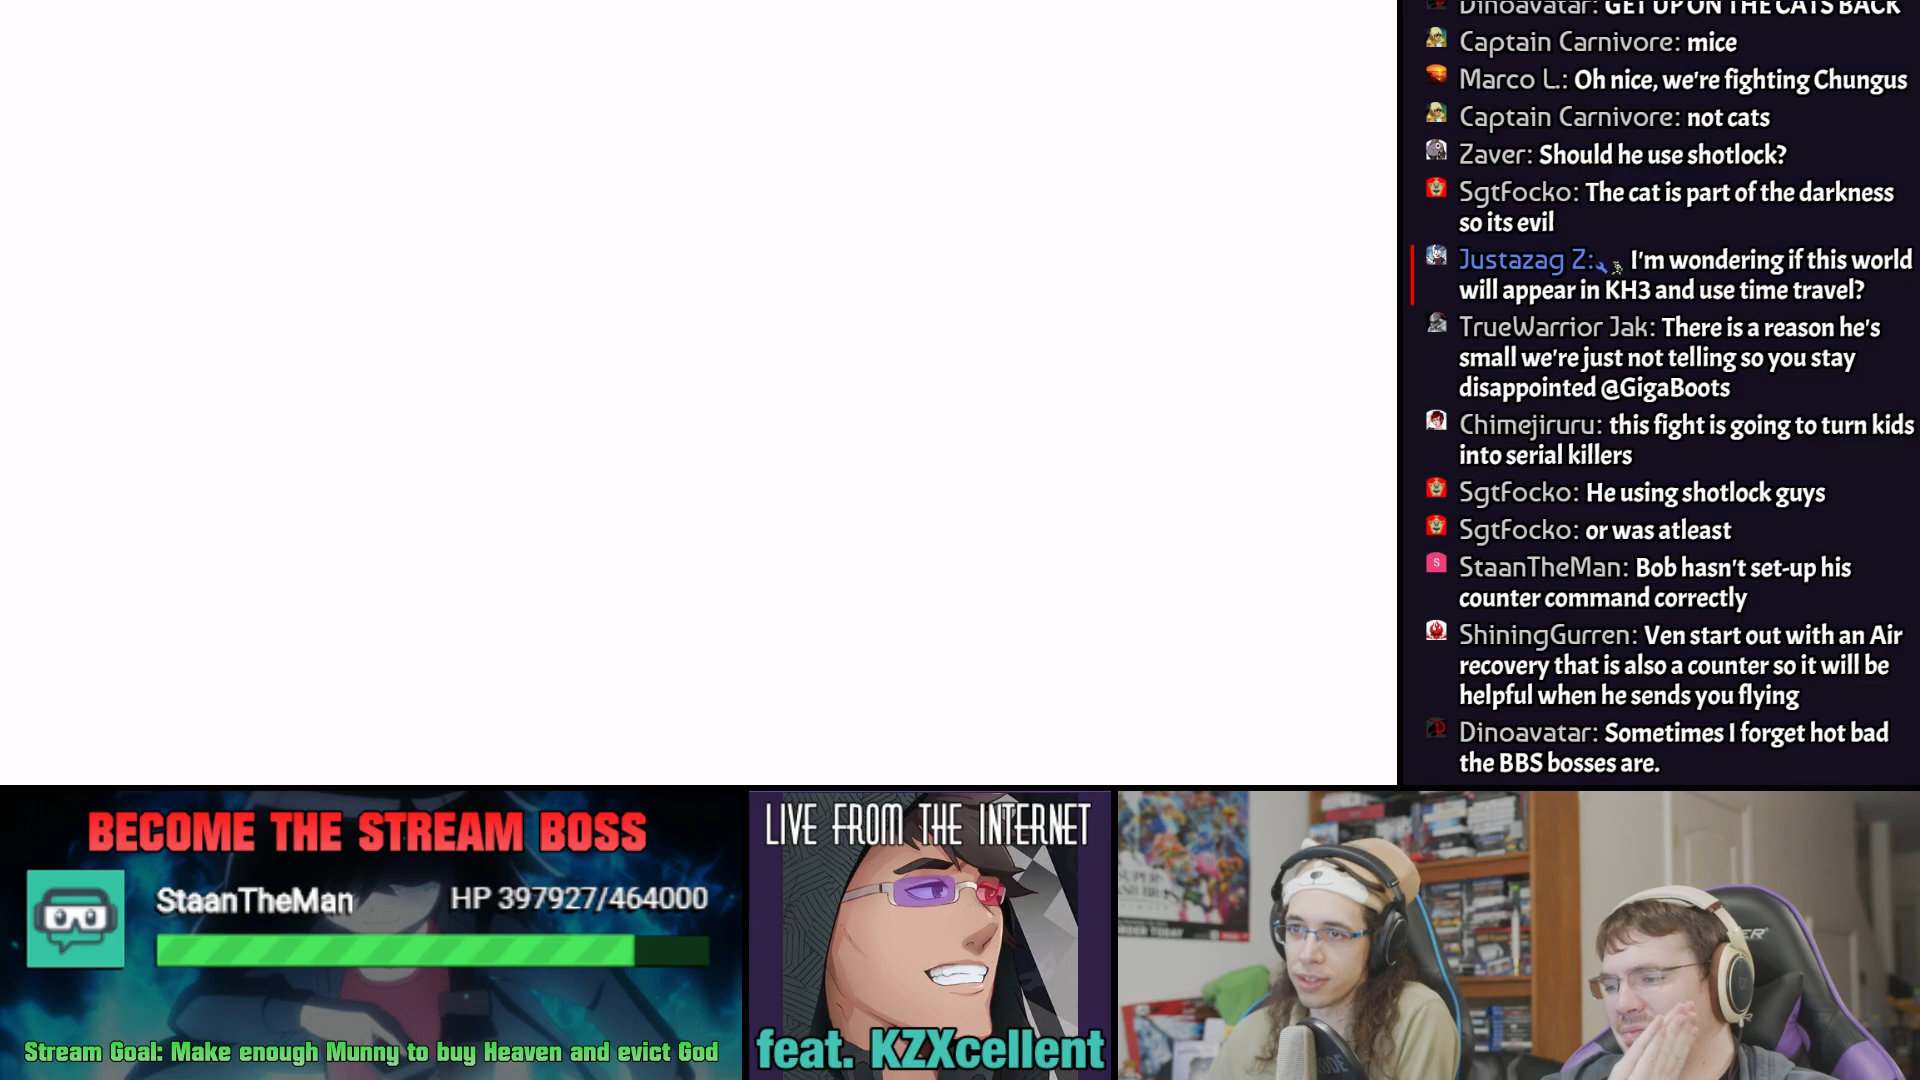 Dinoavatar: GET UP ON THE CATS BACK
Captain Carnivore: mice
Marco L.: Oh nice, we're fighting Chungus
Captain Carnivore: not cats
Zaver: Should he use shotlock?
SgtFocko: The cat is part of the darkness
so its evil
Justazag Z: I'm wondering if this world
will appear in KH3 and use time travel?
TrueWarrior Jak: There is a reason he's
small we're just not telling so you stay
disappointed @GigaBoots
Chimejiruru: this fight is going to turn kids
into serial killers
SgtFocko: He using shotlock guys
SgtFocko: or was atleast
StaanTheMan: Bob hasn't set-up his
counter command correctly
ShiningGurren: Ven start out with an Air
recovery that is also a counter so it will be
helpful when he sends you flying
Dinoavatar: Sometimes I forget hot bad
the BBS bosses are.
BECOME THE STREAM BOSS
StaanTheMan HP 397927/464000
Stream Goal: Make enough Munny to buy Heaven and evict God
LIVE FROM THE INTERNET
feat. KZXcellent